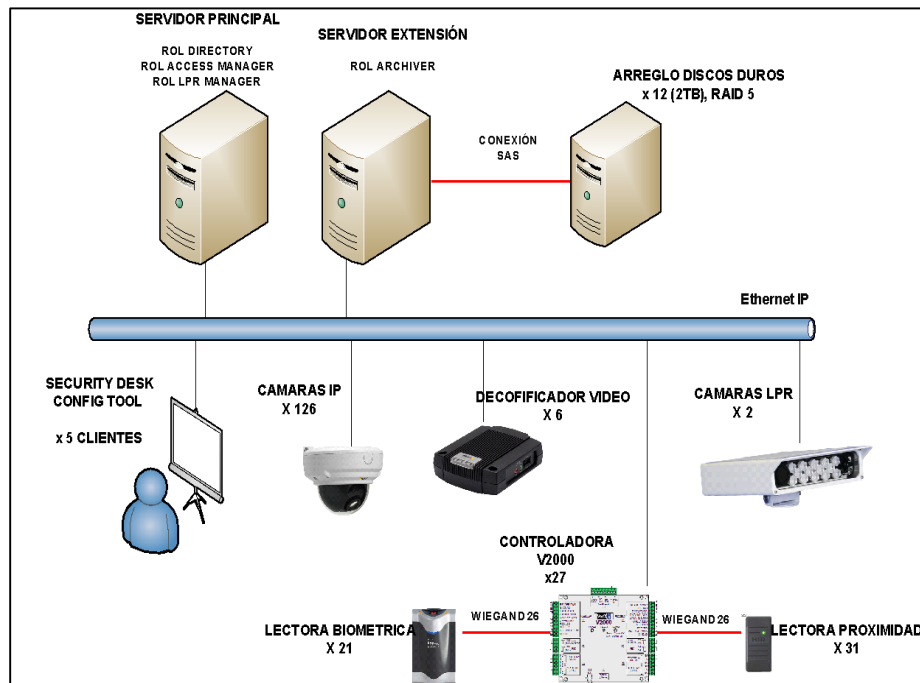 SERVIDOR PRINCIPAL
ROL DIRECTORY
ROL ACCESS MANAGER
ROL LPR MANAGER
SERVIDOR EXTENSIÓN
ROL ARCHIVER
ARREGLO DISCOS DUROS
x 12 (2TB), RAID 5
CONEXIÓN
SAS
Ethernet IP
SECURITY DESK
CONFIG TOOL
x 5 CLIENTES
CAMARAS IP
X 126
DECOFIFICADOR VIDEO
X 6
CAMARAS LPR
X 2
CONTROLADORA
V2000
x27
LECTORA BIOMETRICA
X 21
WIEGAND 26
V2000
WIEGAND 26
LECTORA PROXIMIDAD
X 31